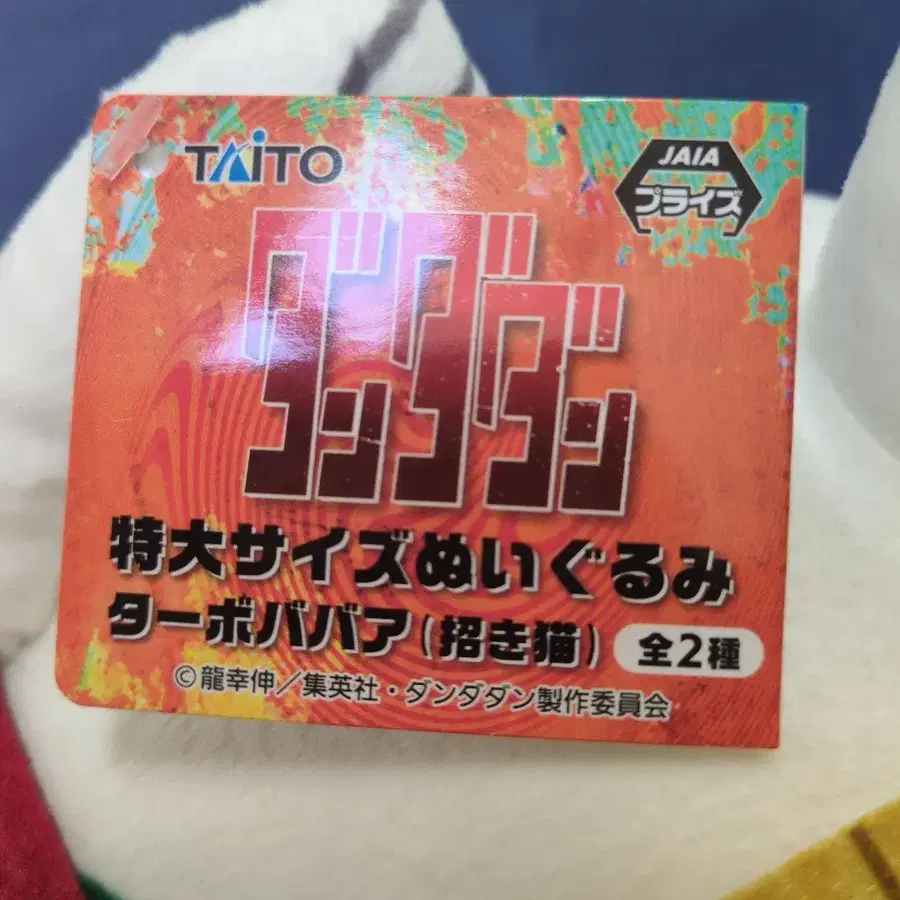 TAITO
JAIA
プライズ
ダンダダン
特大サイズぬいぐるみ
ターボババア(招き猫) 全2種
©龍幸伸/集英社・ダンダダン製作委員会